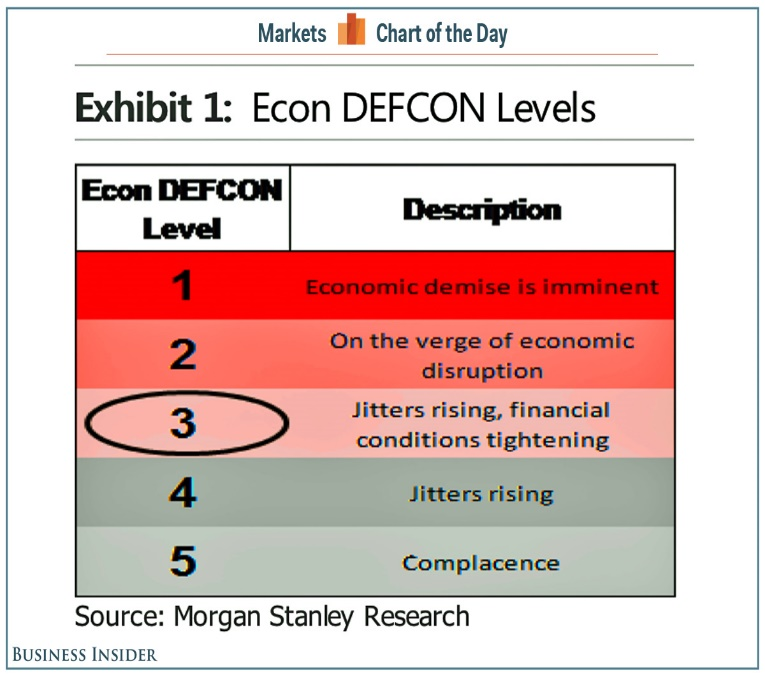 Markets Chart of the Day
Exhibit 1: Econ DEFCON Levels
Econ DEFCON
Level
Description
1
Economic demise is imminent
2
On the verge of economic
disruption
3
Jitters rising, financial
conditions tightening
4
Jitters rising
5
Complacence
Source: Morgan Stanley Research
BUSINESS INSIDER